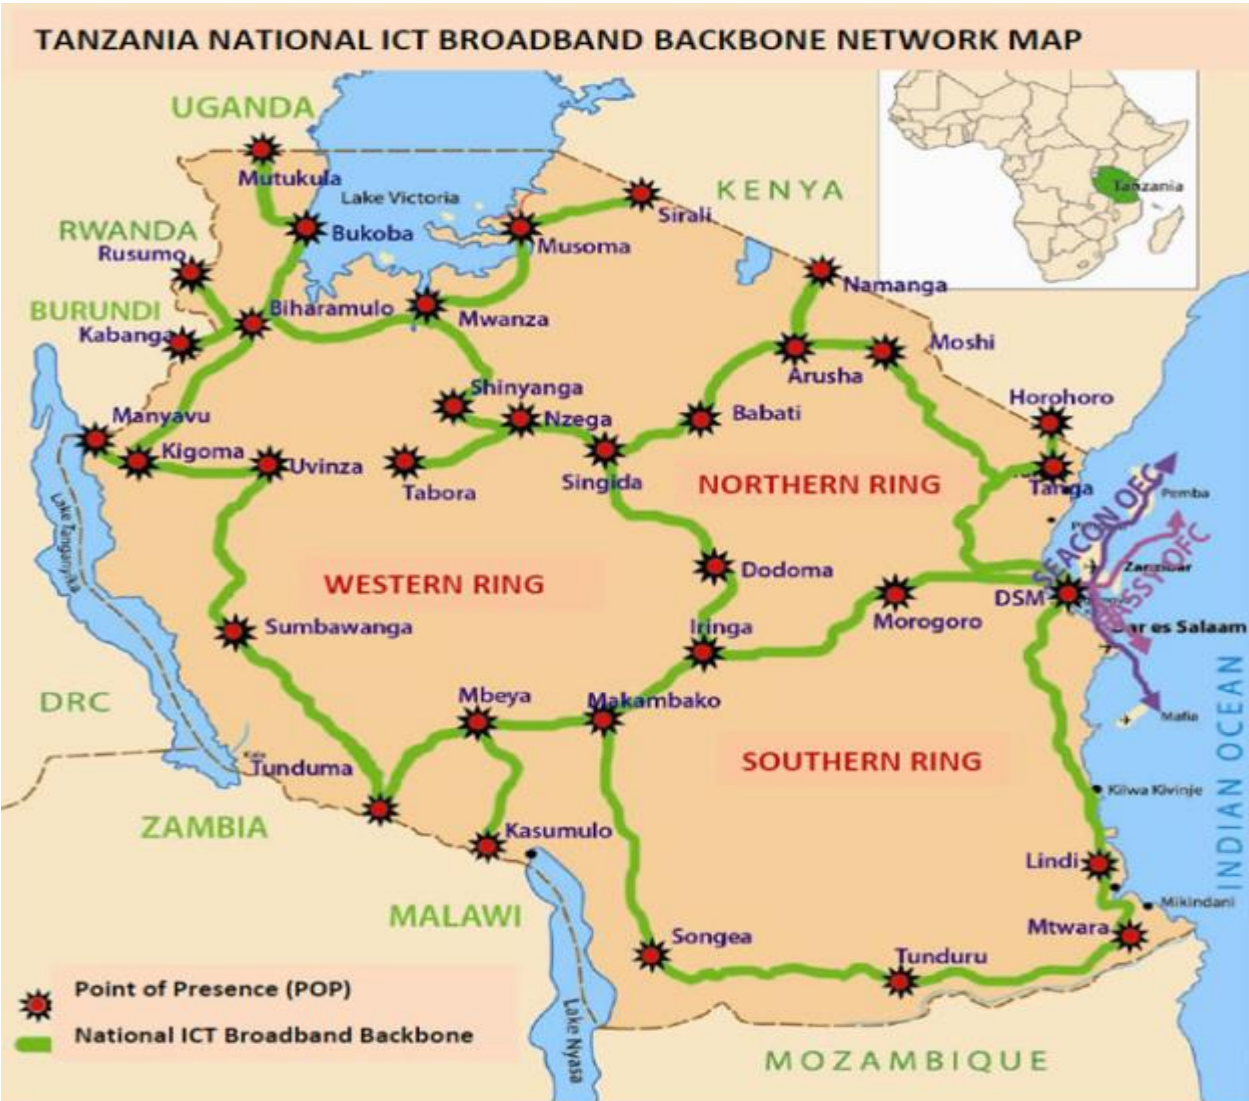 TANZANIA NATIONAL ICT BROADBAND BACKBONE NETWORK MAP
UGANDA
Mutukula
Lake Victoria
KENYA
Tanzania
RWANDA
Rusumo
Bukoba
Musoma
Sirali
Namanga
BURUNDI
Kabanga
Biharamulo
Mwanza
Moshi
Arusha
Shinyanga
Nzega
Babati
Horohoro
Manyavu
Kigoma
Uvinza
Tabora
Singida
NORTHERN RING
Tanga
Pemba
SEACON OFC
Lake Tanganyika
WESTERN RING
Dodoma
Zanzibar
DSM
Sumbawanga
Iringa
Morogoro
ar es Salaam
DRC
Mbeya
Makambako
Mafia
INDIAN OCEAN
Tunduma
SOUTHERN RING
Kilwa Kivinje
ZAMBIA
Kasumulo
Lindi
Mikindani
MALAWI
Mtwara
Songea
Tunduru
Point of Presence (POP)
National ICT Broadband Backbone
Lake Nyasa
MOZAMBIQUE